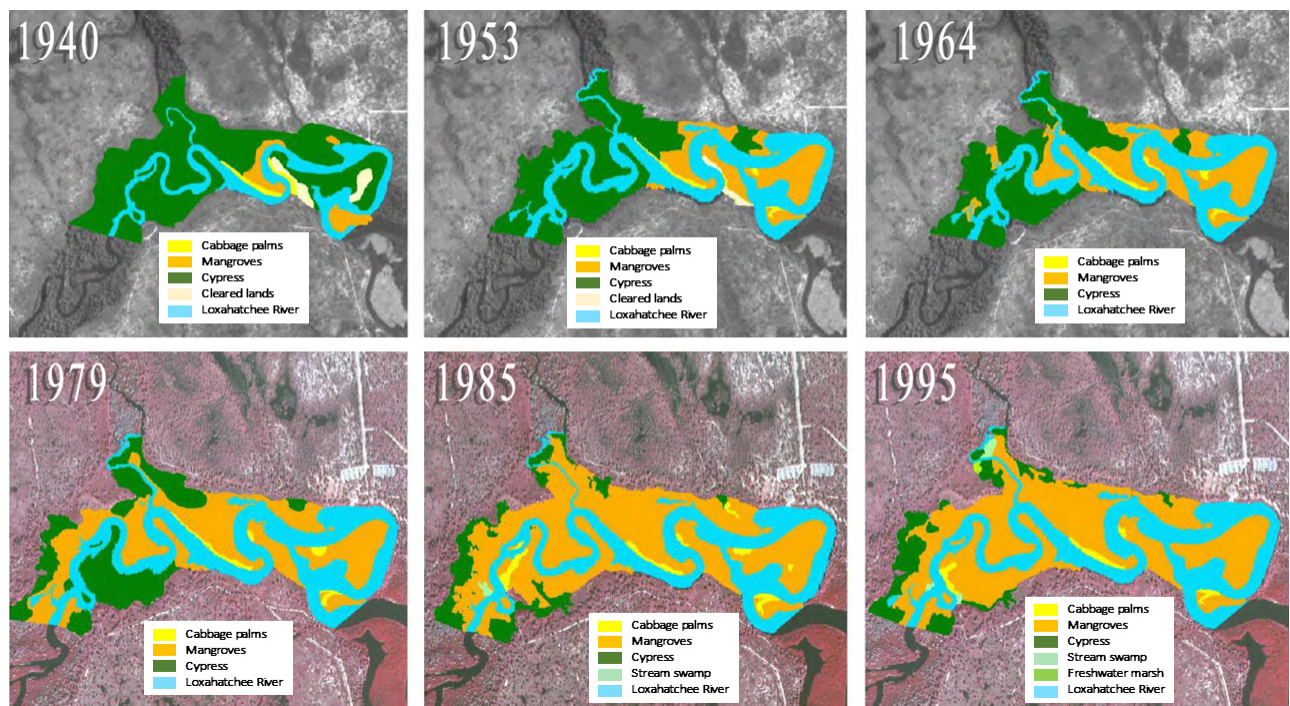 1940
Cabbage palms
Mangroves
Cypress
Cleared lands
Loxahatchee River
1953
Cabbage palms
Mangroves
Cypress
Cleared lands
Loxahatchee River
1964
Cabbage palms
Mangroves
Cypress
Loxahatchee River
1979
Cabbage palms
Mangroves
Cypress
Loxahatchee River
1985
Cabbage palms
Mangroves
Cypress
Stream swamp
Loxahatchee River
1995
Cabbage palms
Mangroves
Cypress
Stream swamp
Freshwater marsh
Loxahatchee River